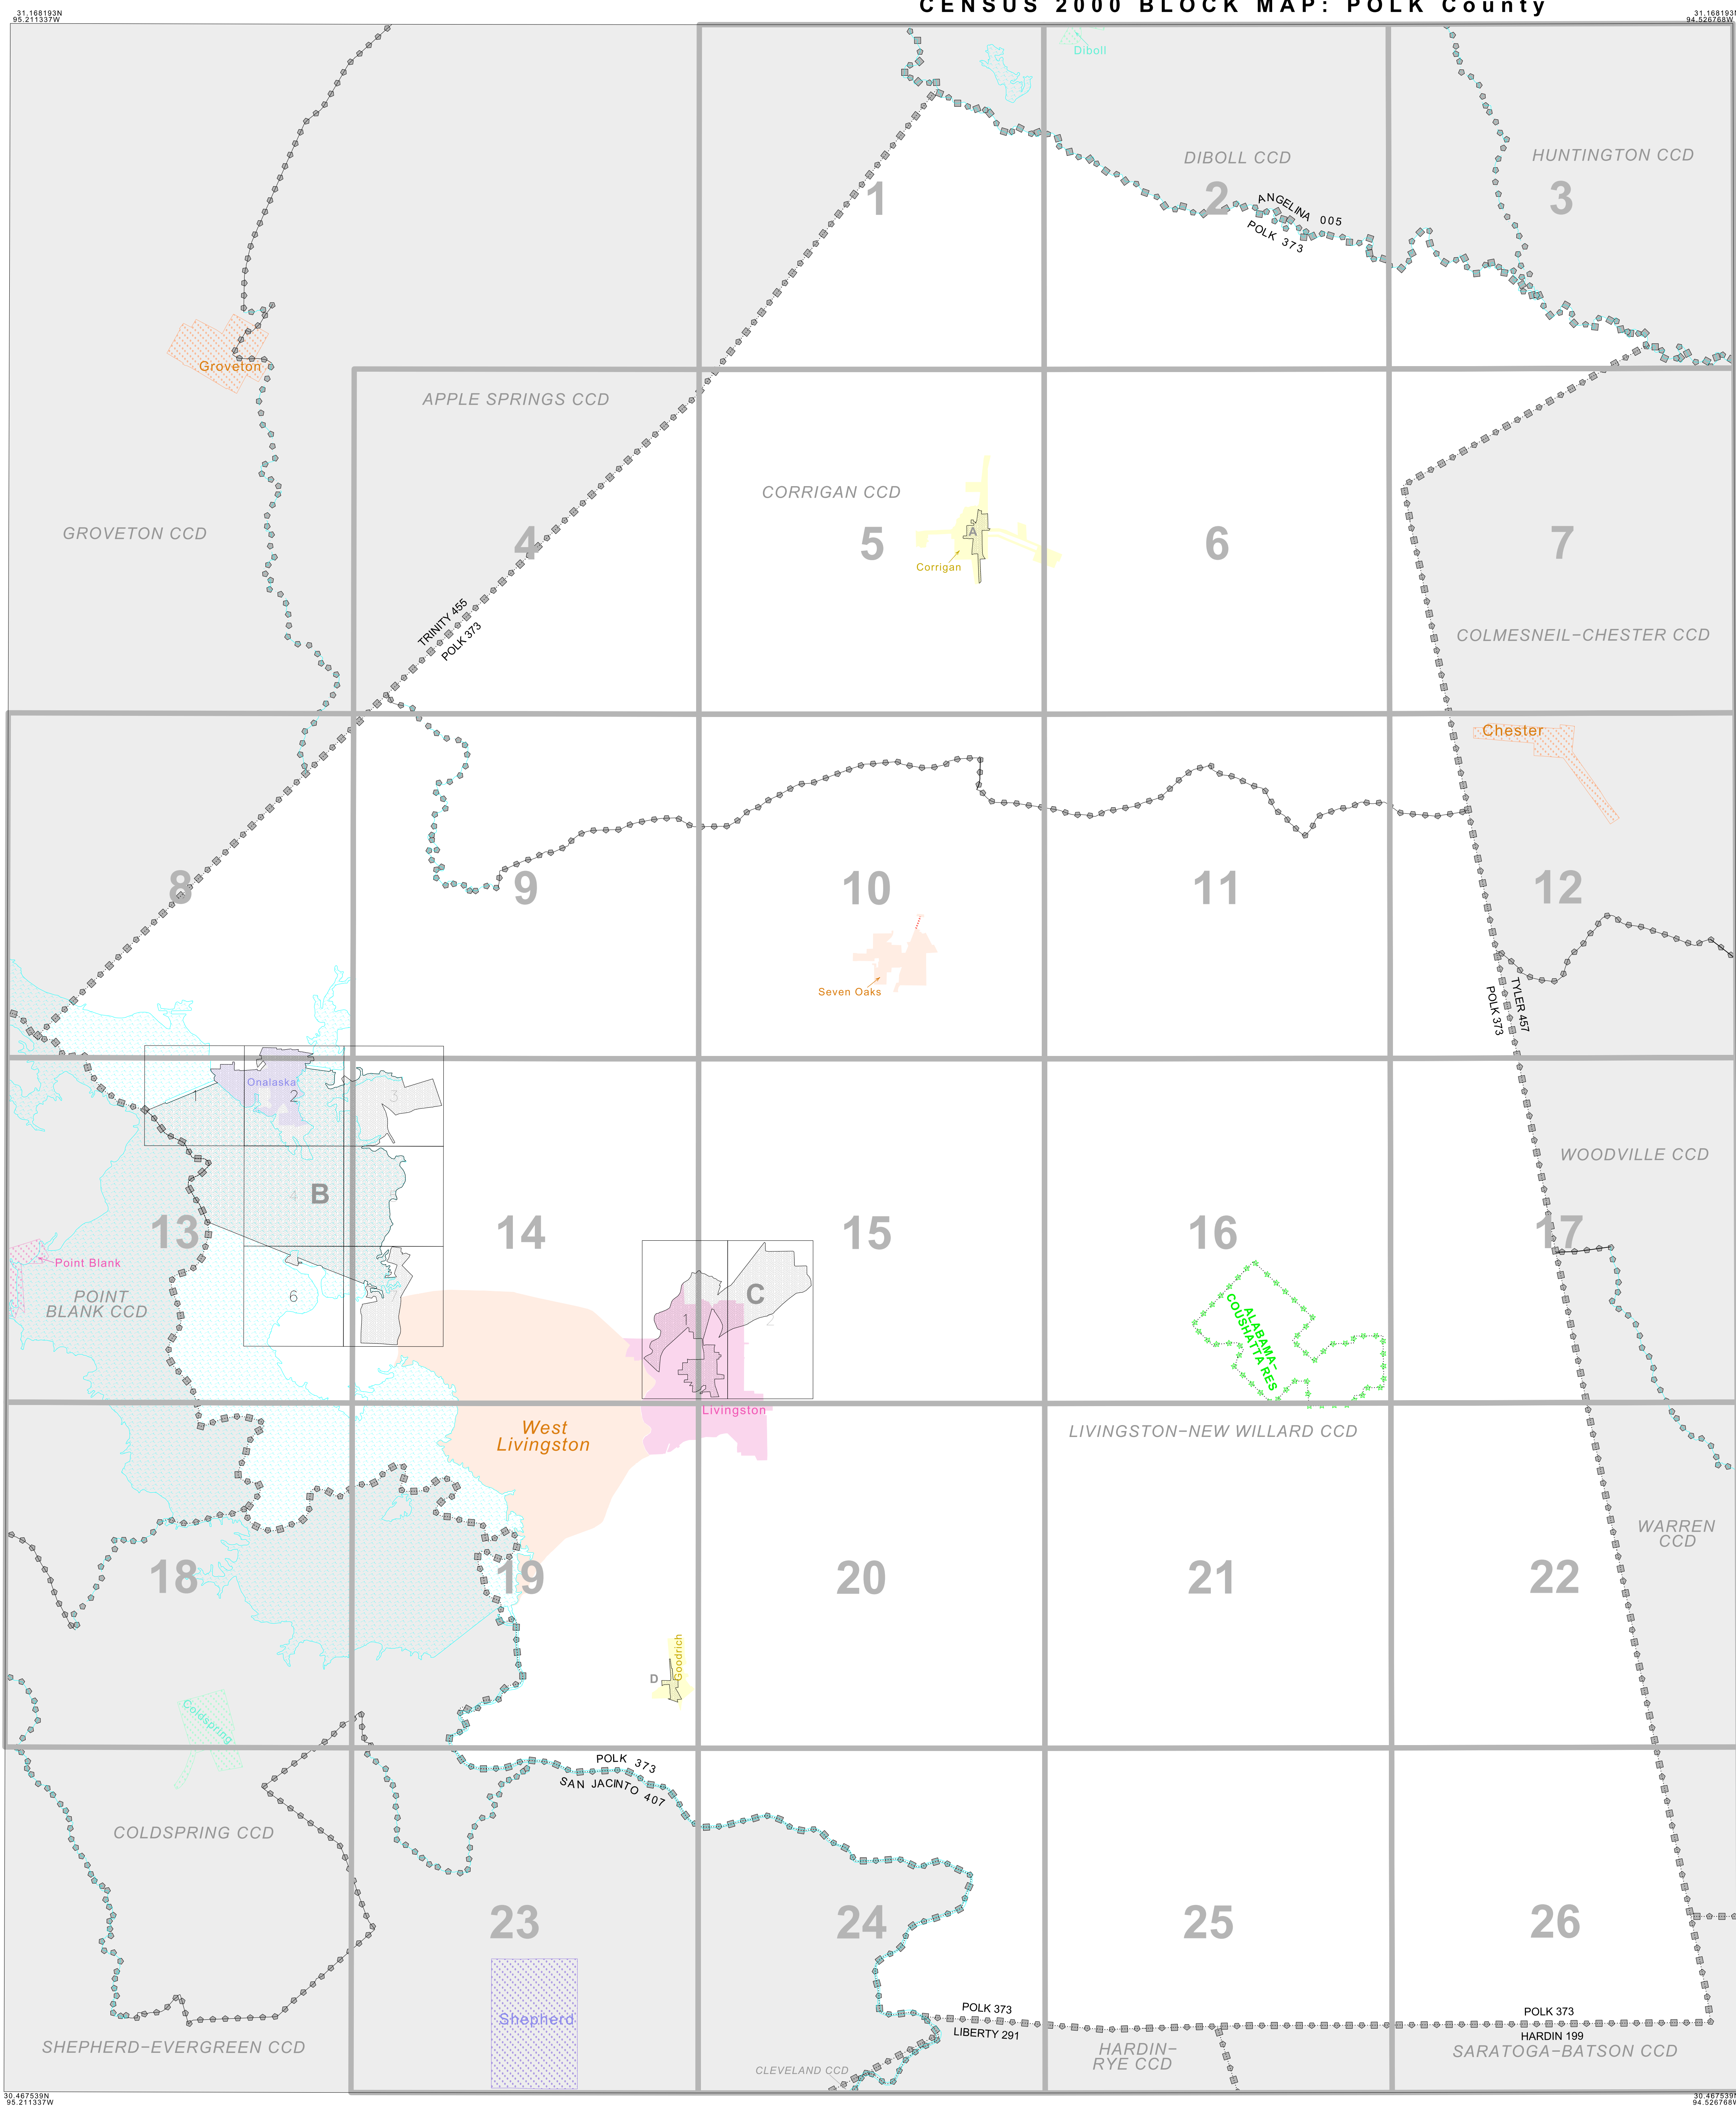 CENSUS 2000 BLOCK MAP: POLK County
31.168193N
95.211337W
31.168193N
94.526768W
Diboll
DIBOLL CCD
HUNTINGTON CCD
1
2
3
ANGELINA 005
POLK 373
Groveton
APPLE SPRINGS CCD
CORRIGAN CCD
GROVETON CCD
4
5
A
6
7
Corrigan
TRINITY 455
POLK 373
COLMESNEIL-CHESTER CCD
Chester
8
9
10
11
12
Seven Oaks
TYLER 457
POLK 373
Onalaska
1
2
3
WOODVILLE CCD
4
B
13
14
15
16
17
Point Blank
POINT
BLANK CCD
6
C
1
2
ALABAMA-
COUSHATTA RES
Livingston
West
Livingston
LIVINGSTON-NEW WILLARD CCD
WARREN
CCD
18
19
20
21
22
Goodrich
D
Coldspring
POLK 373
SAN JACINTO 407
COLDSPRING CCD
23
24
25
26
Shepherd
POLK 373
LIBERTY 291
POLK 373
HARDIN 199
SHEPHERD-EVERGREEN CCD
HARDIN-
RYE CCD
SARATOGA-BATSON CCD
CLEVELAND CCD
30.467539N
95.211337W
30.467539N
94.526768W